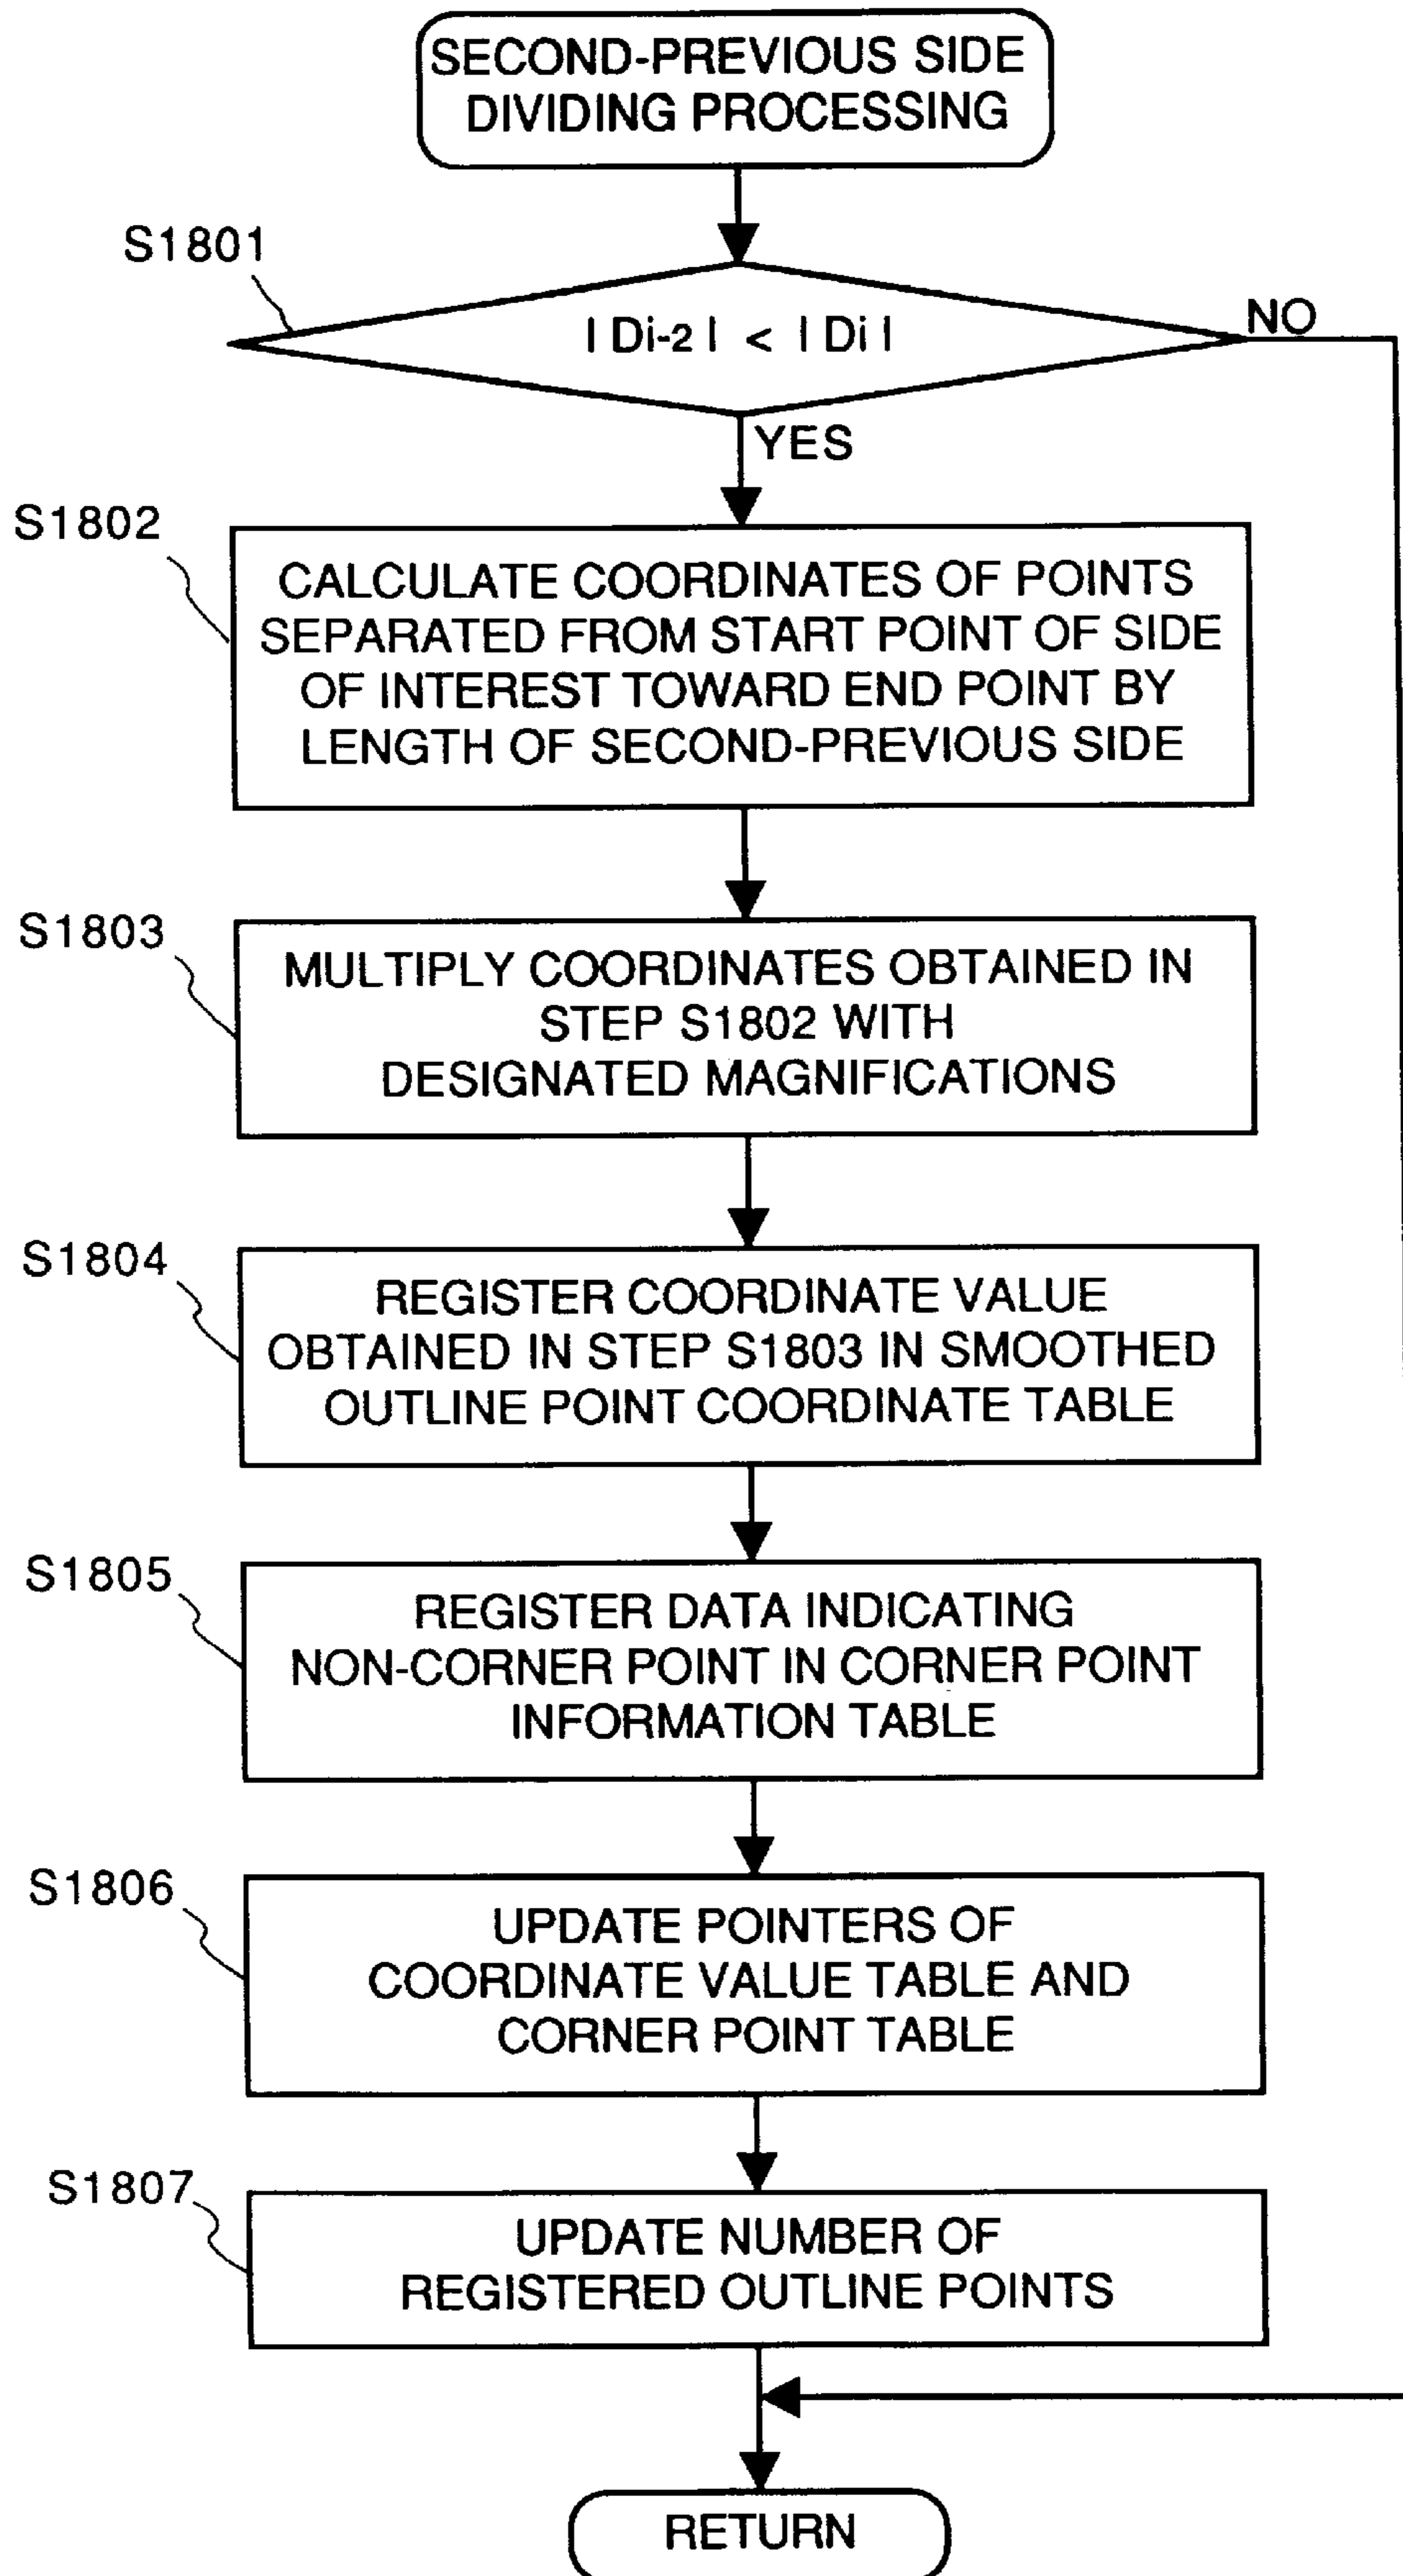 SECOND-PREVIOUS SIDE
DIVIDING PROCESSING
S1801
| Di-2 | < | Di |
NO
YES
S1802
CALCULATE COORDINATES OF POINTS
SEPARATED FROM START POINT OF SIDE
OF INTEREST TOWARD END POINT BY
LENGTH OF SECOND-PREVIOUS SIDE
S1803
MULTIPLY COORDINATES OBTAINED IN
STEP S1802 WITH
DESIGNATED MAGNIFICATIONS
S1804
REGISTER COORDINATE VALUE
OBTAINED IN STEP S1803 IN SMOOTHED
OUTLINE POINT COORDINATE TABLE
S1805
REGISTER DATA INDICATING
NON-CORNER POINT IN CORNER POINT
INFORMATION TABLE
S1806
UPDATE POINTERS OF
COORDINATE VALUE TABLE AND
CORNER POINT TABLE
S1807
UPDATE NUMBER OF
REGISTERED OUTLINE POINTS
RETURN